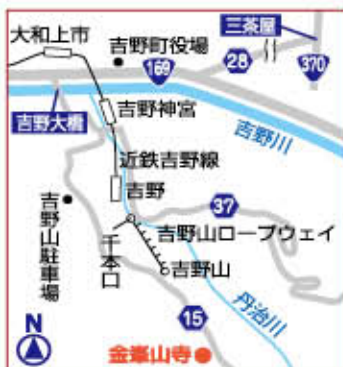 三茶屋
大和上市
吉野町役場
169
28
370
吉野大橋
吉野神宮
吉野川
近鉄吉野線
吉野
37
吉野山駐車場
千本口
吉野山ロープウェイ
吉野山
15
丹治川
N
金峯山寺